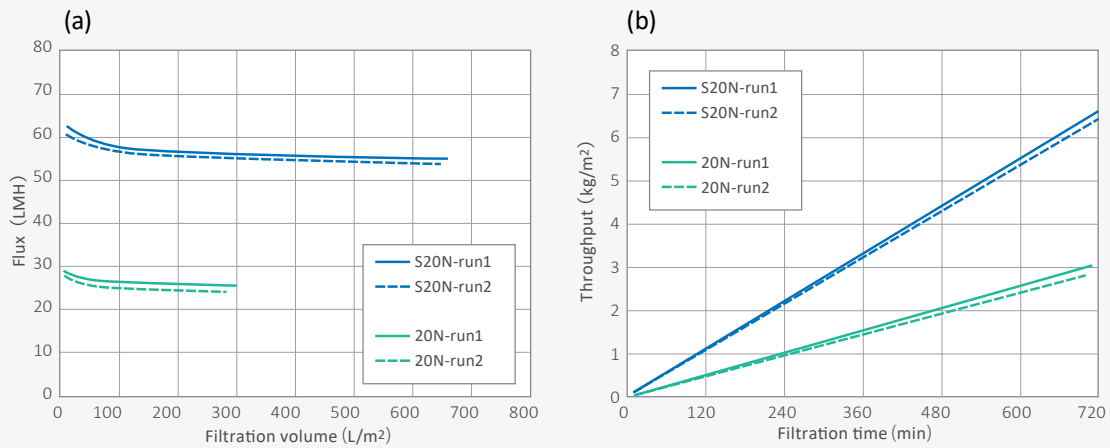 (a)
80
70
60
50
40
30
20
10
0
Flux (LMH)
0 100 200 300 400 500 600 700 800
Filtration volume (L/m²)
S20N-run1
S20N-run2
20N-run1
20N-run2
(b)
8
7
6
5
4
3
2
1
0
Throughput (kg/m²)
0 120 240 360 480 600 720
Filtration time (min)
S20N-run1
S20N-run2
20N-run1
20N-run2